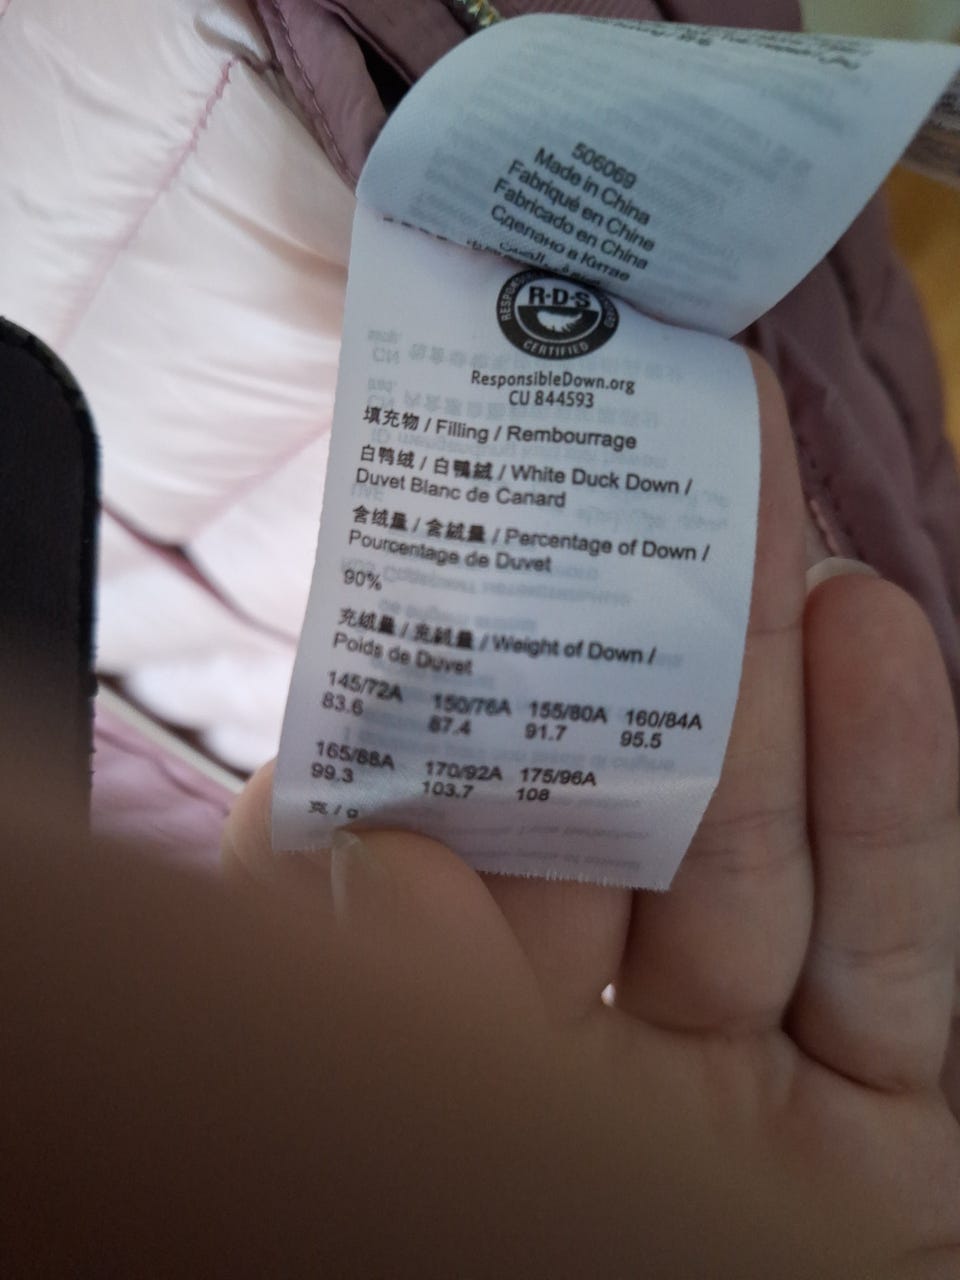 506069
Made in China
Fabriqué en Chine
Fabricado en China
Сделано в Китае
R·D·S
CERTIFIED
ResponsibleDown.org
CU 844593
填充物 / Filling / Rembourrage
白鸭绒 / 白鴨絨 / White Duck Down /
Duvet Blanc de Canard
含绒量 / 含絨量 / Percentage of Down /
Pourcentage de Duvet
90%
充绒量 / 充絨量 / Weight of Down /
Poids de Duvet
145/72A 150/76A 155/80A 160/84A
83.6 87.4 91.7 95.5
165/88A 170/92A 175/96A
99.3 103.7 108
克 / g